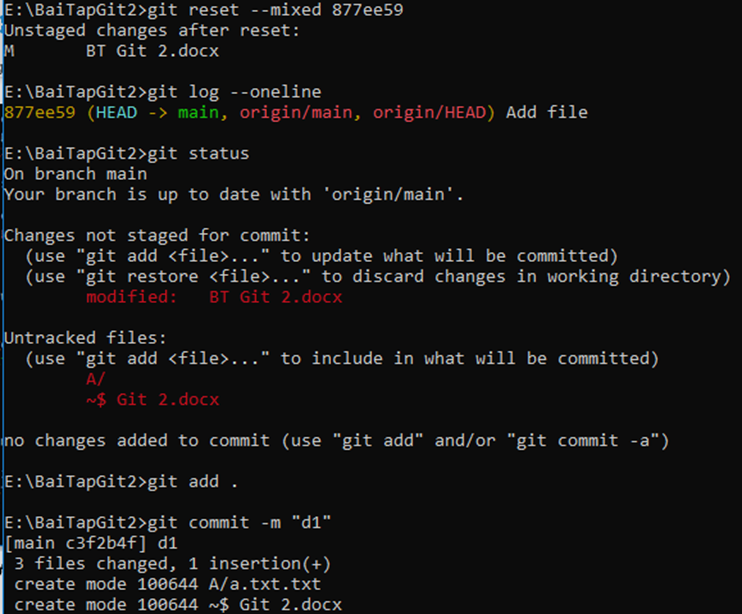 E:\BaiTapGit2>git reset --mixed 877ee59
Unstaged changes after reset:
M       BT Git 2.docx
E:\BaiTapGit2>git log --oneline
877ee59 (HEAD -> main, origin/main, origin/HEAD) Add file
E:\BaiTapGit2>git status
On branch main
Your branch is up to date with 'origin/main'.
Changes not staged for commit:
  (use "git add <file>..." to update what will be committed)
  (use "git restore <file>..." to discard changes in working directory)
        modified:   BT Git 2.docx
Untracked files:
  (use "git add <file>..." to include in what will be committed)
        A/
        ~$ Git 2.docx
no changes added to commit (use "git add" and/or "git commit -a")
E:\BaiTapGit2>git add .
E:\BaiTapGit2>git commit -m "d1"
[main c3f2b4f] d1
 3 files changed, 1 insertion(+)
 create mode 100644 A/a.txt.txt
 create mode 100644 ~$ Git 2.docx